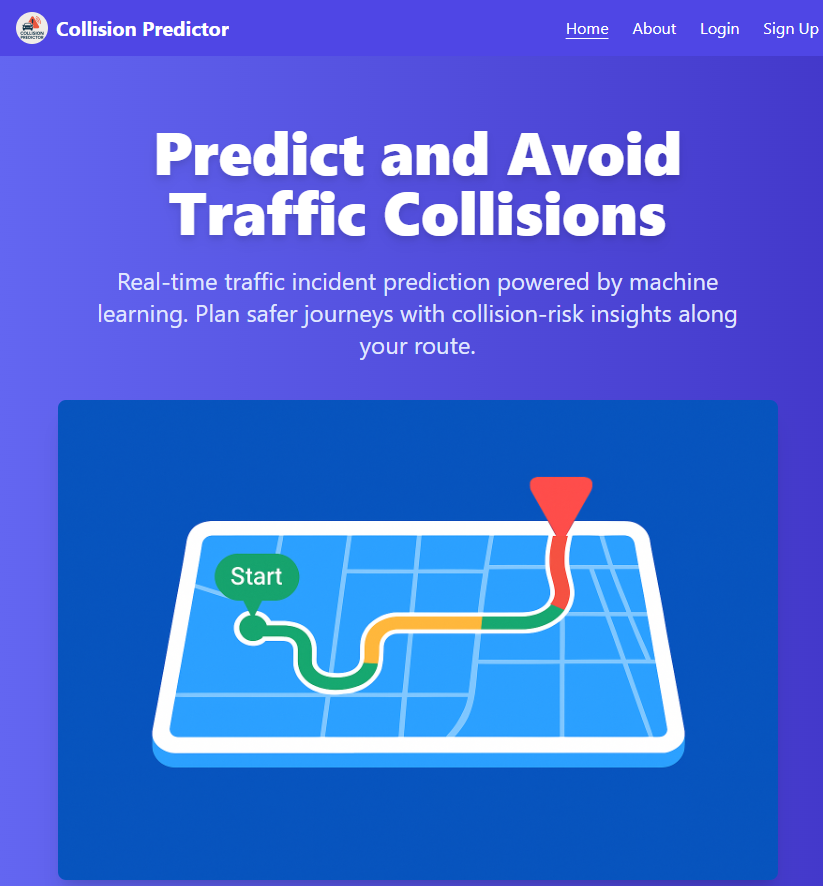 COLLISION
PREDICTOR
Collision Predictor
Home
About
Login
Sign Up
Predict and Avoid
Traffic Collisions
Real-time traffic incident prediction powered by machine
learning. Plan safer journeys with collision-risk insights along
your route.
Start